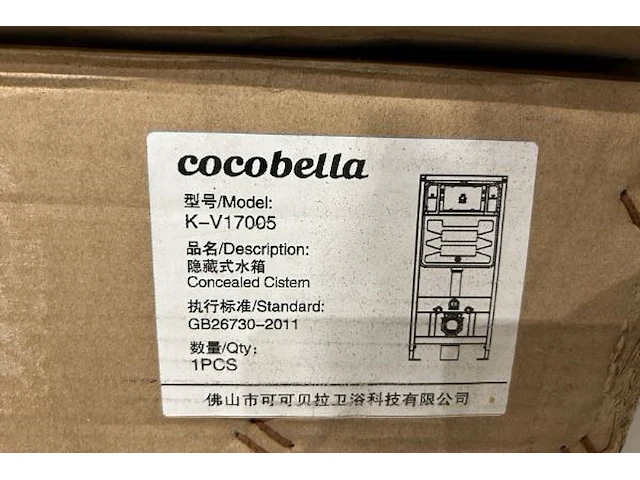 cocobella
型号/Model:
K-V17005
品名/Description:
隐藏式水箱
Concealed Cistern
执行标准/Standard:
GB26730-2011
数量/Qty:
1PCS
佛山市可可贝拉卫浴科技有限公司